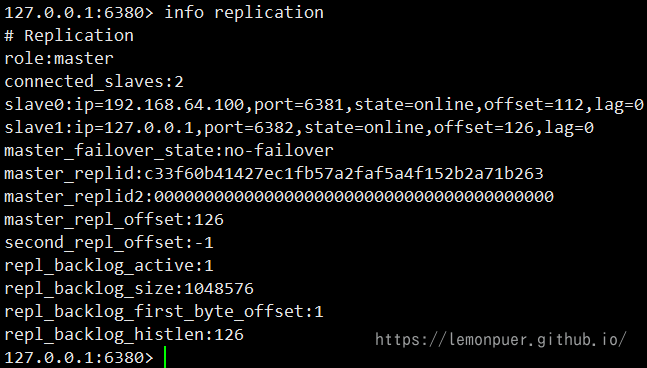 127.0.0.1:6380> info replication
# Replication
role:master
connected_slaves:2
slave0:ip=192.168.64.100,port=6381,state=online,offset=112,lag=0
slave1:ip=127.0.0.1,port=6382,state=online,offset=126,lag=0
master_failover_state:no-failover
master_replid:c33f60b41427ec1fb57a2faf5a4f152b2a71b263
master_replid2:0000000000000000000000000000000000000000
master_repl_offset:126
second_repl_offset:-1
repl_backlog_active:1
repl_backlog_size:1048576
repl_backlog_first_byte_offset:1
repl_backlog_histlen:126
https://lemonpuer.github.io/
127.0.0.1:6380>